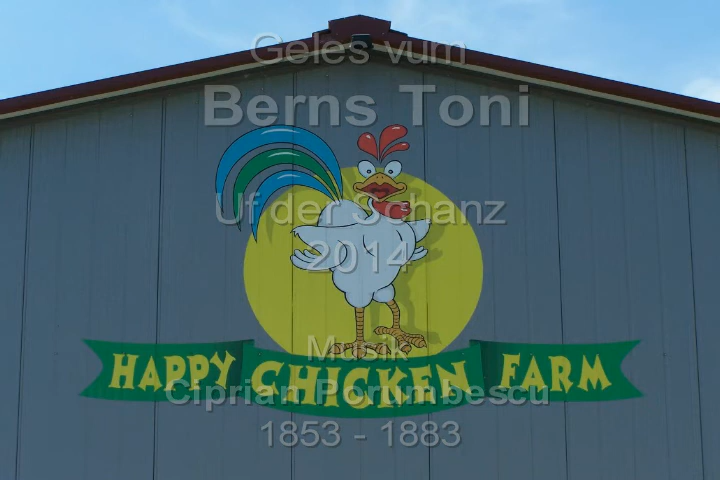 Geles vum
Berns Toni
Uf der Schanz
2014
HAPPY CHICKEN FARM
Musik
Ciprian Porumbescu
1853 - 1883